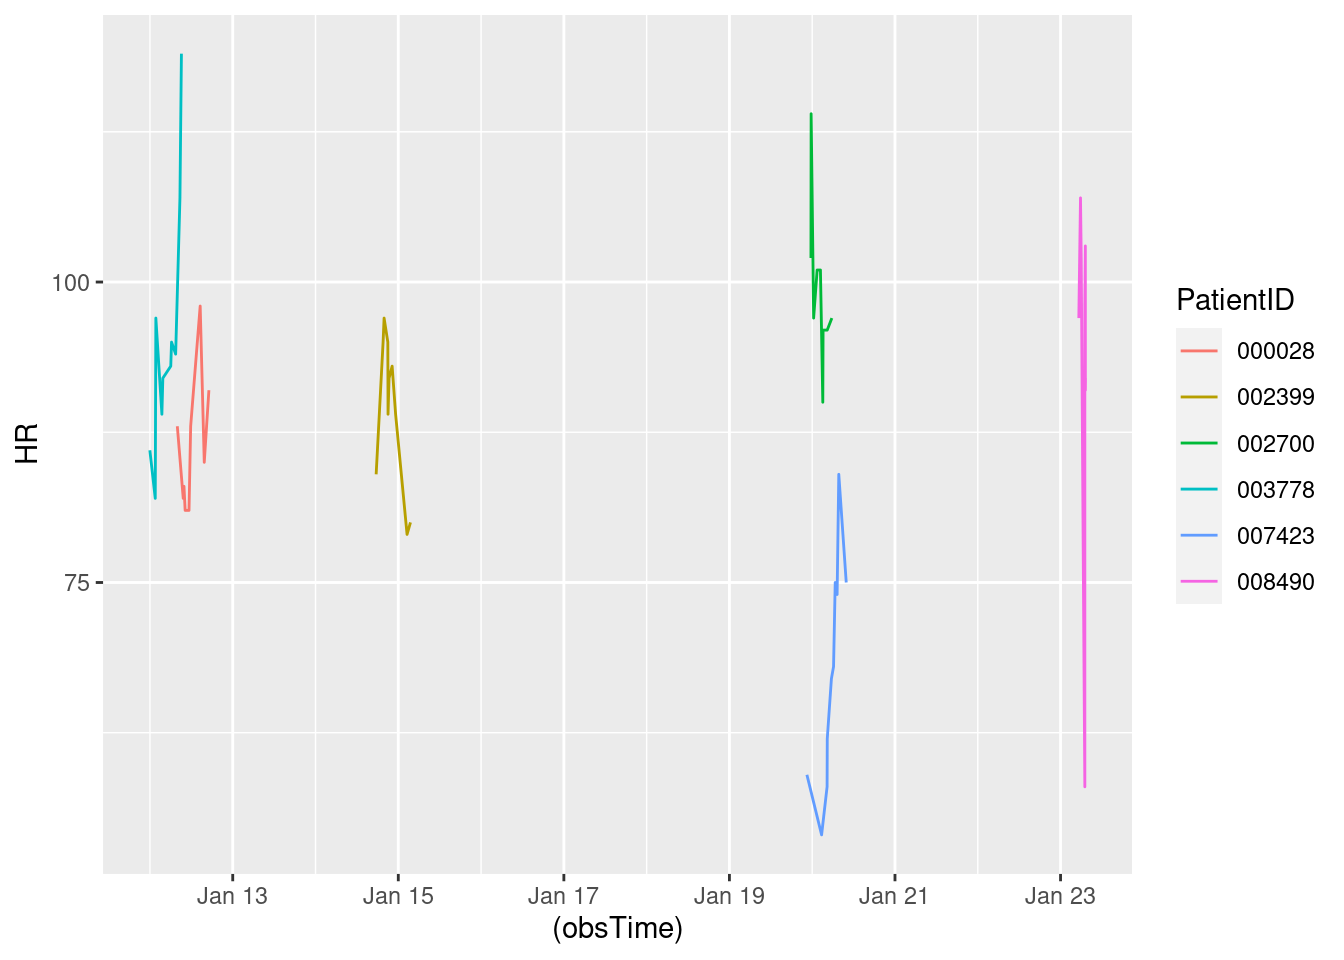 HR
100
75
Jan 13
Jan 15
Jan 17
Jan 19
Jan 21
Jan 23
(obsTime)
PatientID
000028
002399
002700
003778
007423
008490